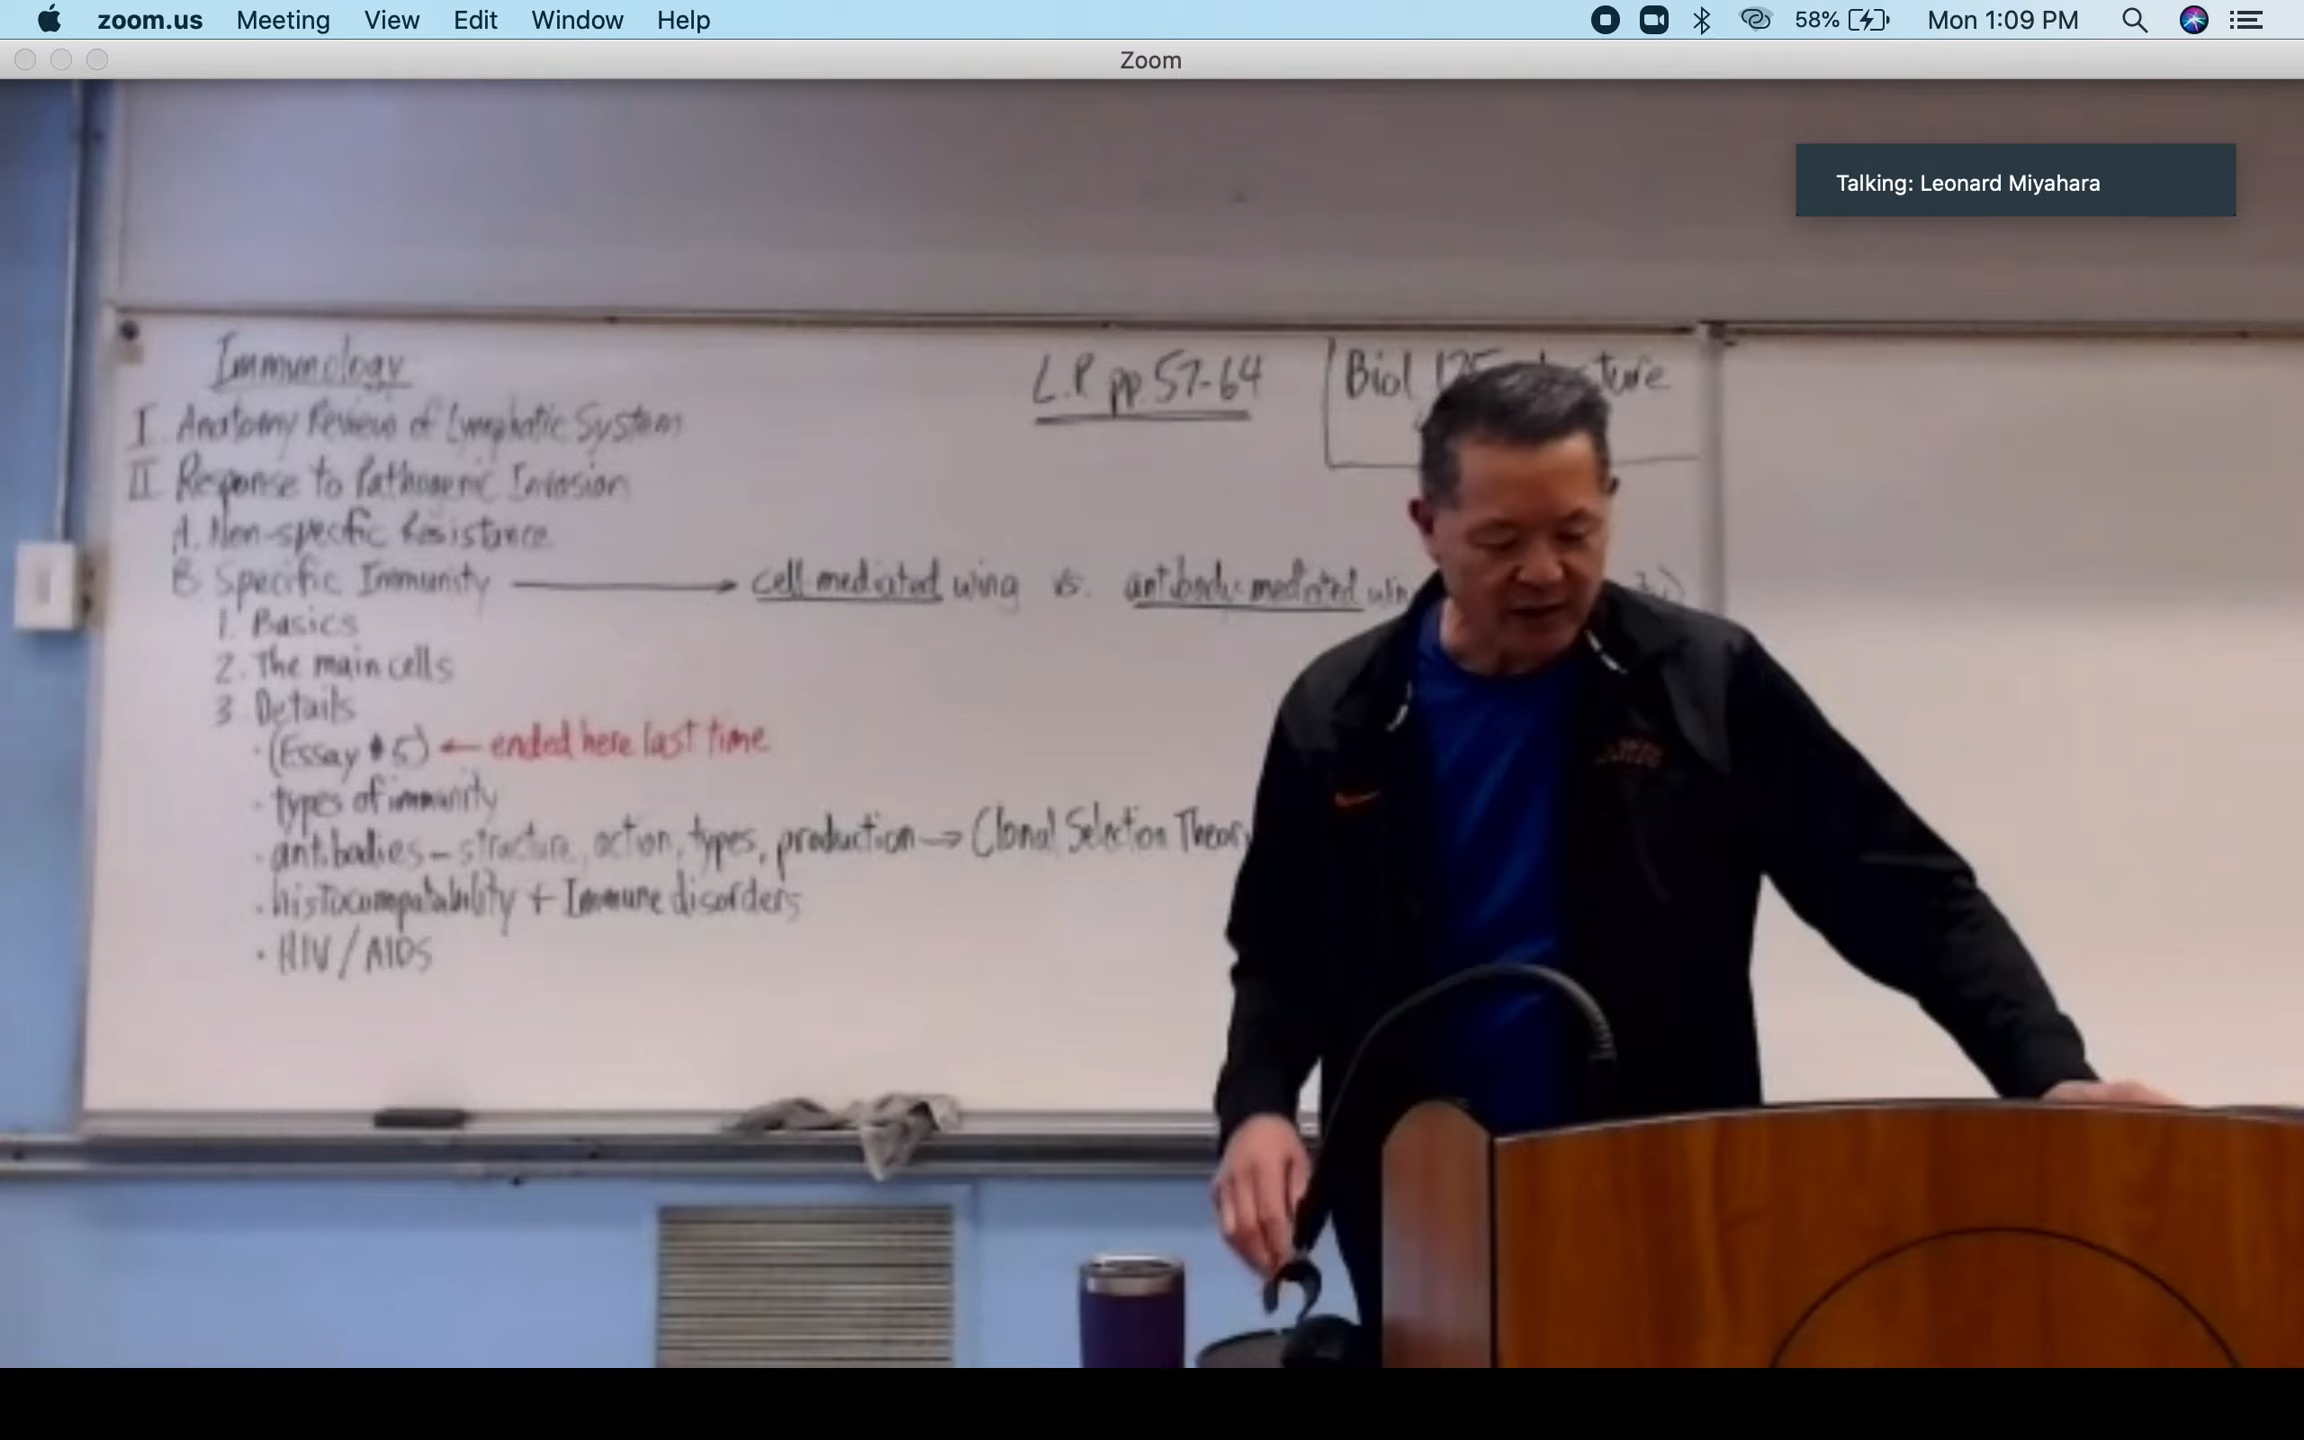 zoom.us Meeting View Edit Window Help 58% Mon 1:09 PM
Zoom
Talking: Leonard Miyahara
Immunology
L.P. pp. 57-64
Biol
I. Anatomy Review of Lymphatic System
II. Response to Pathogenic Invasion
A. Non-specific Resistance
B. Specific Immunity → cell-mediated wing vs. antibody-mediated
1. Basics
2. The main cells
3. Details
· (Essay #5) ← ended here last time
· types of immunity
· antibodies - structure, action, types, production → Clonal Selection Theory
· histocompatability + Immune disorders
· HIV/AIDS